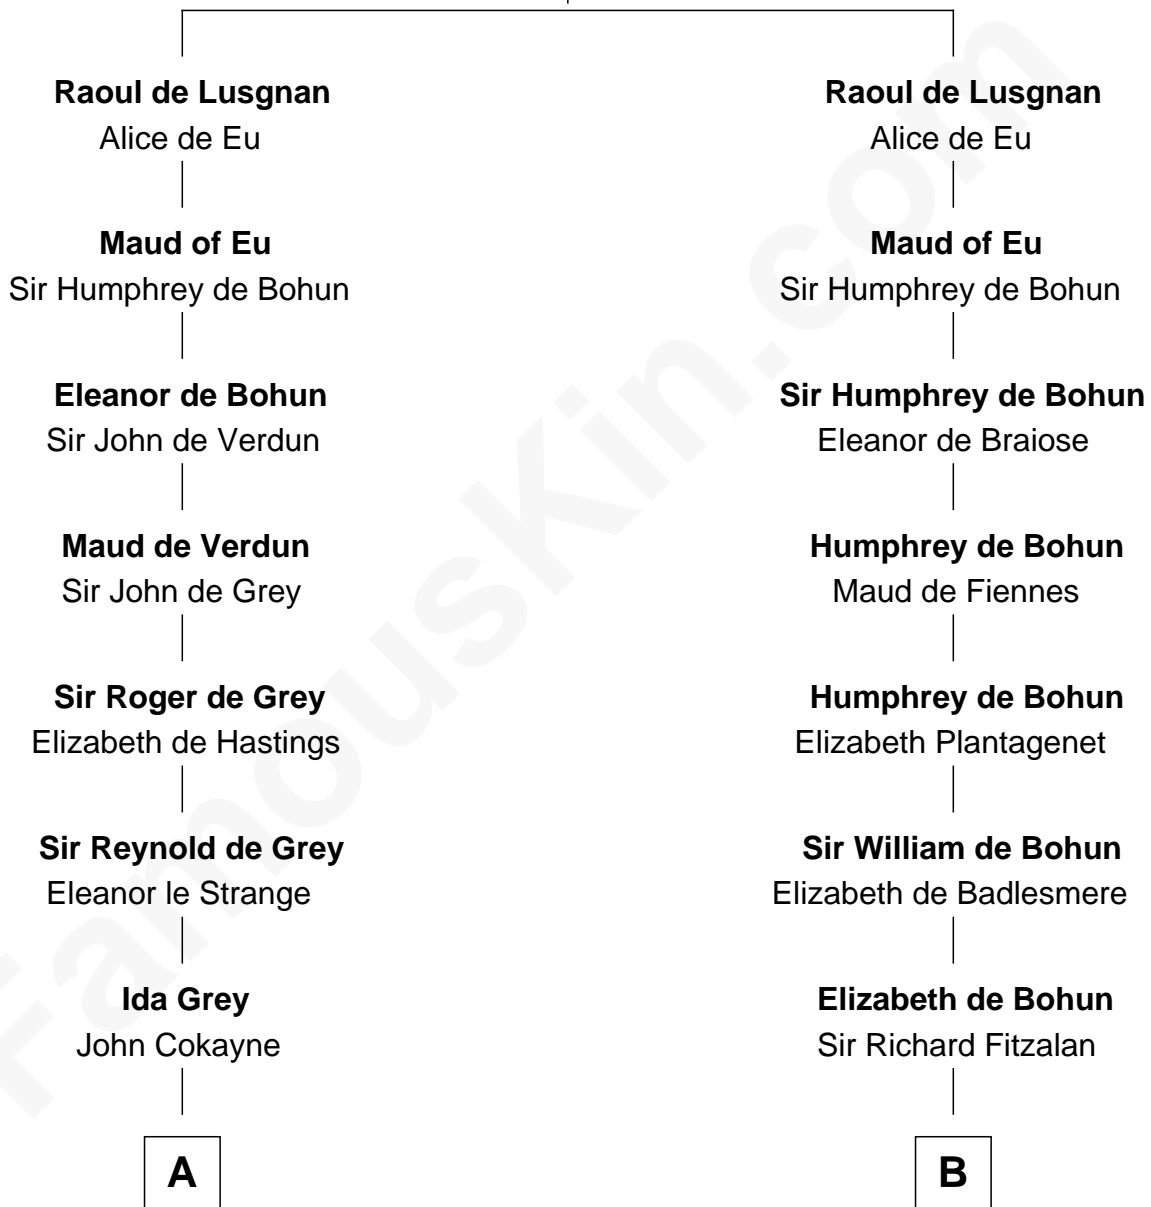 Raoul de Lusgnan
Alice de Eu
Maud of Eu
Sir Humphrey de Bohun
Eleanor de Bohun
Sir John de Verdun
Maud de Verdun
Sir John de Grey
Sir Roger de Grey
Elizabeth de Hastings
Sir Reynold de Grey
Eleanor le Strange
Ida Grey
John Cokayne
A
Raoul de Lusgnan
Alice de Eu
Maud of Eu
Sir Humphrey de Bohun
Sir Humphrey de Bohun
Eleanor de Braiose
Humphrey de Bohun
Maud de Fiennes
Humphrey de Bohun
Elizabeth Plantagenet
Sir William de Bohun
Elizabeth de Badlesmere
Elizabeth de Bohun
Sir Richard Fitzalan
B
FamousKin.com